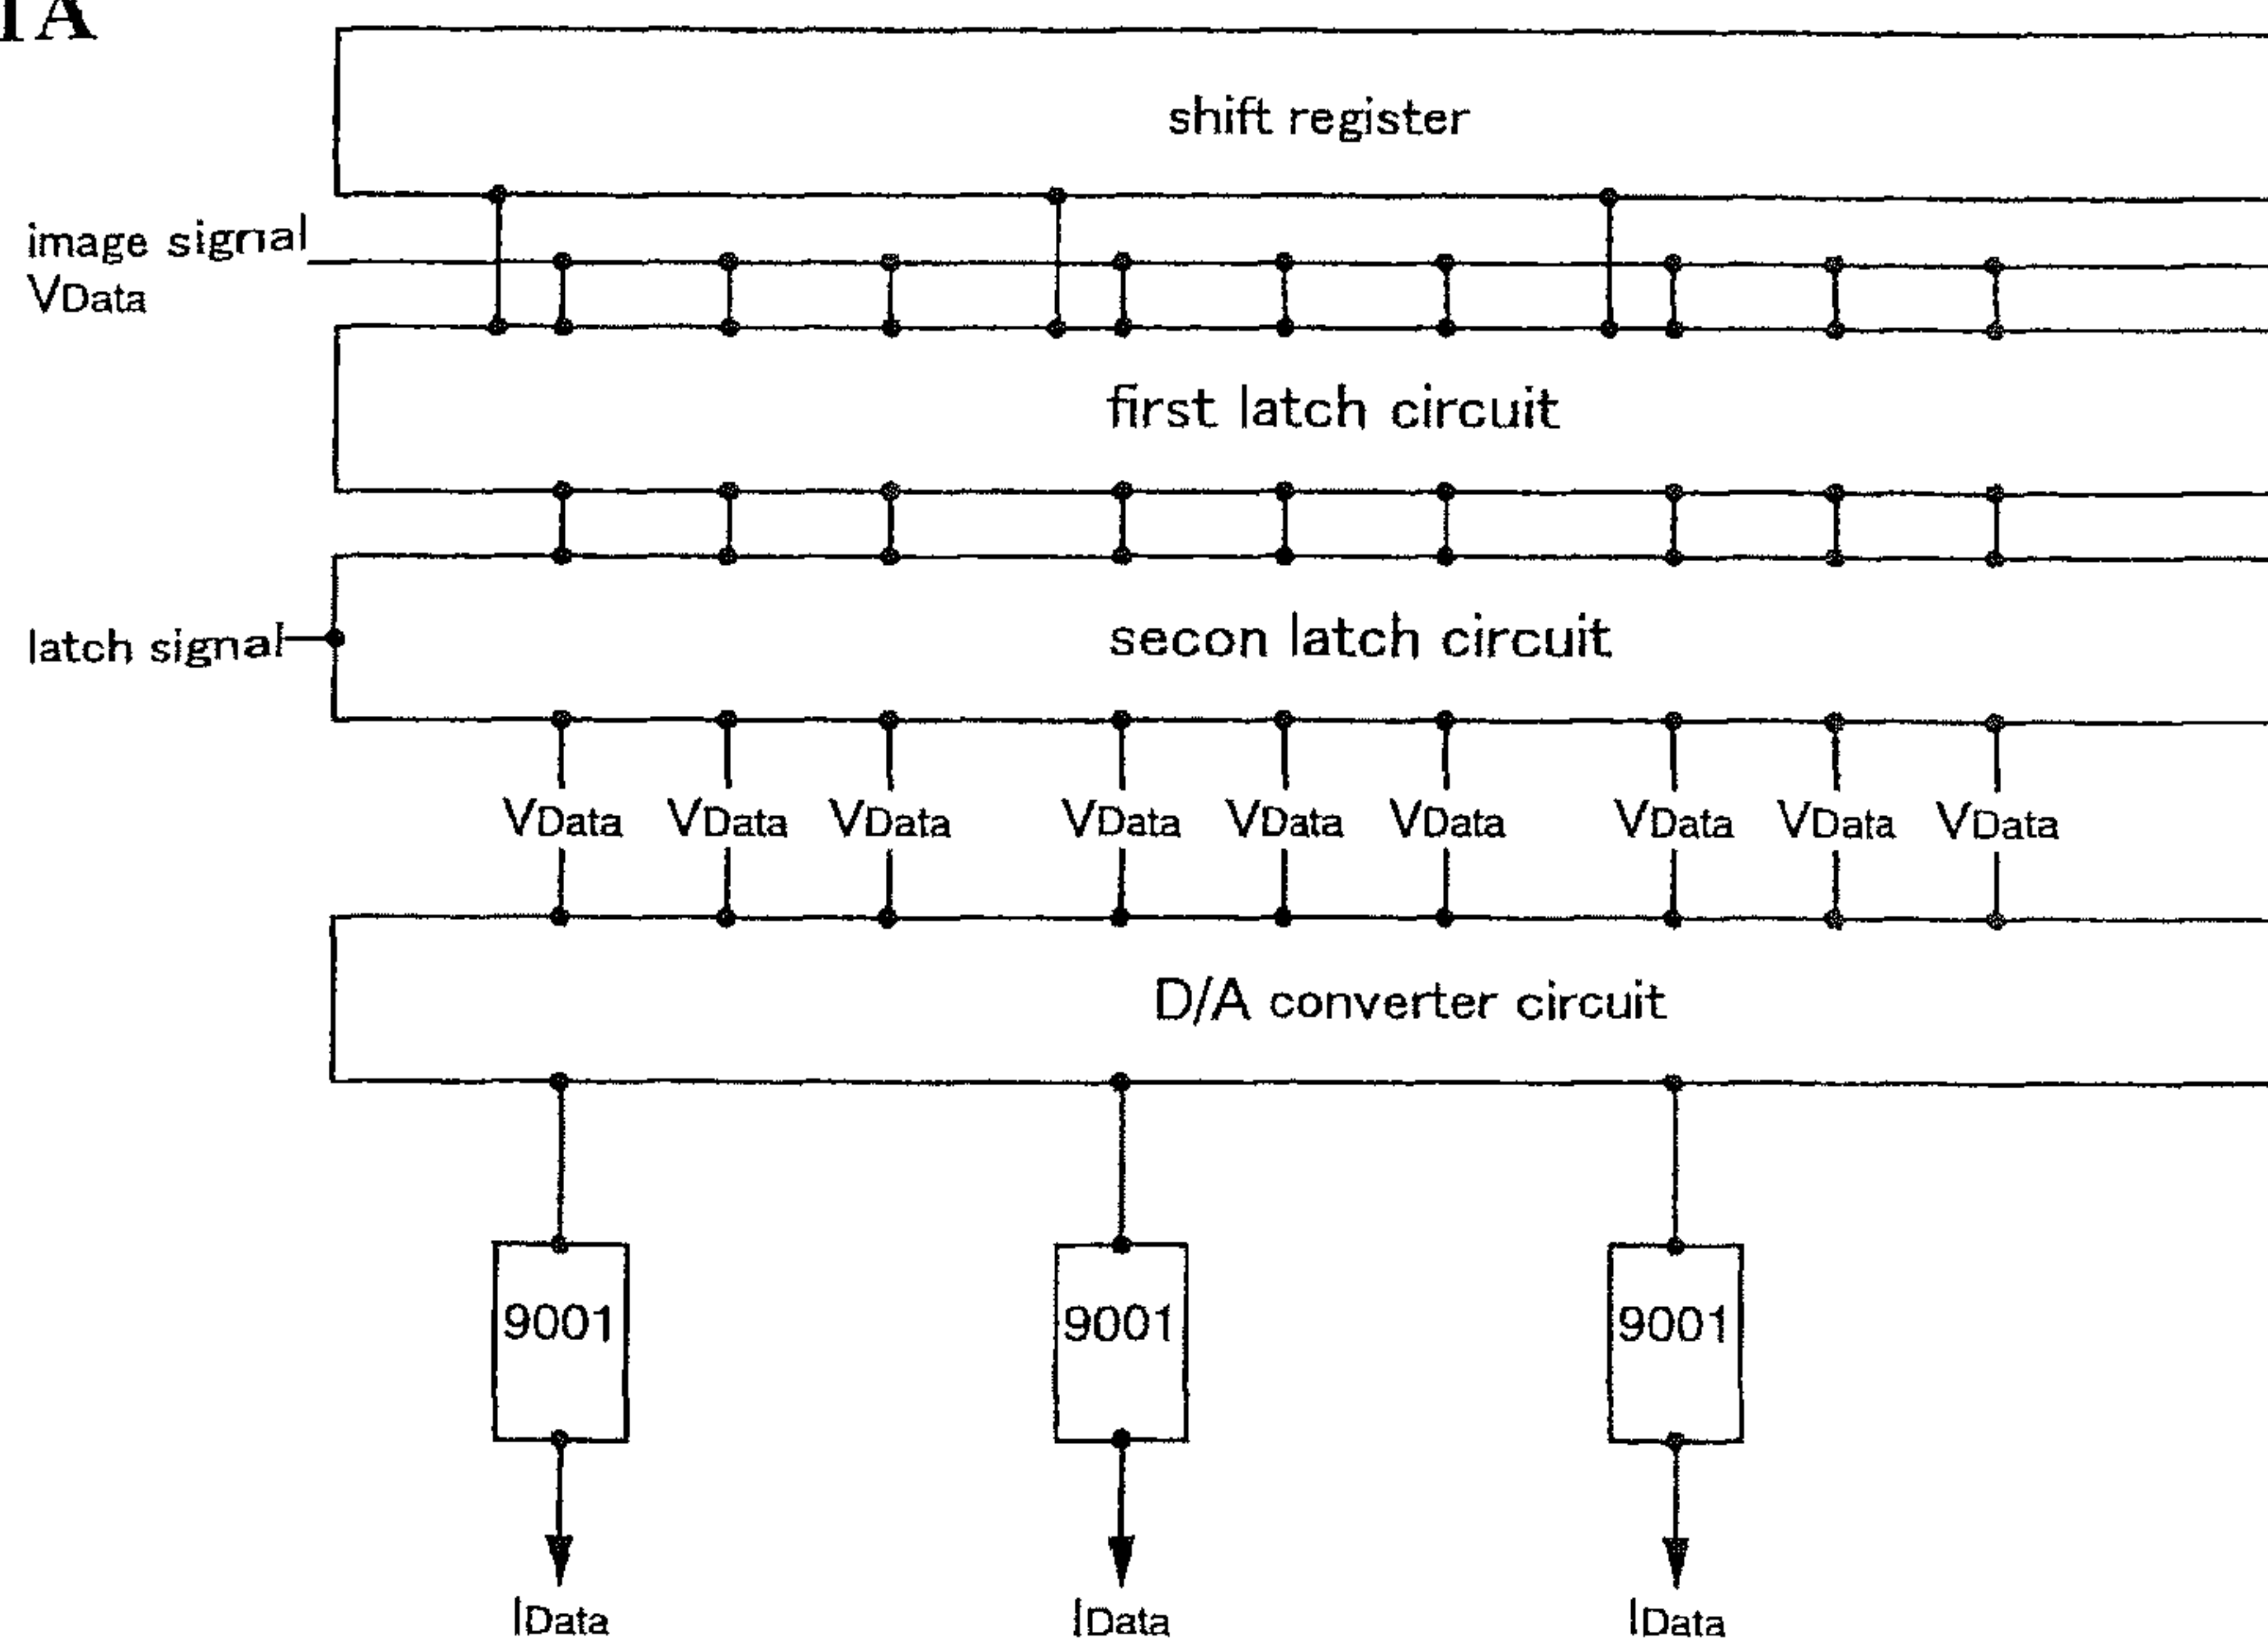 1A
shift register
image signal
VData
first latch circuit
latch signal
secon latch circuit
VData VData VData VData VData VData VData VData VData
D/A converter circuit
9001 9001 9001
IData IData IData